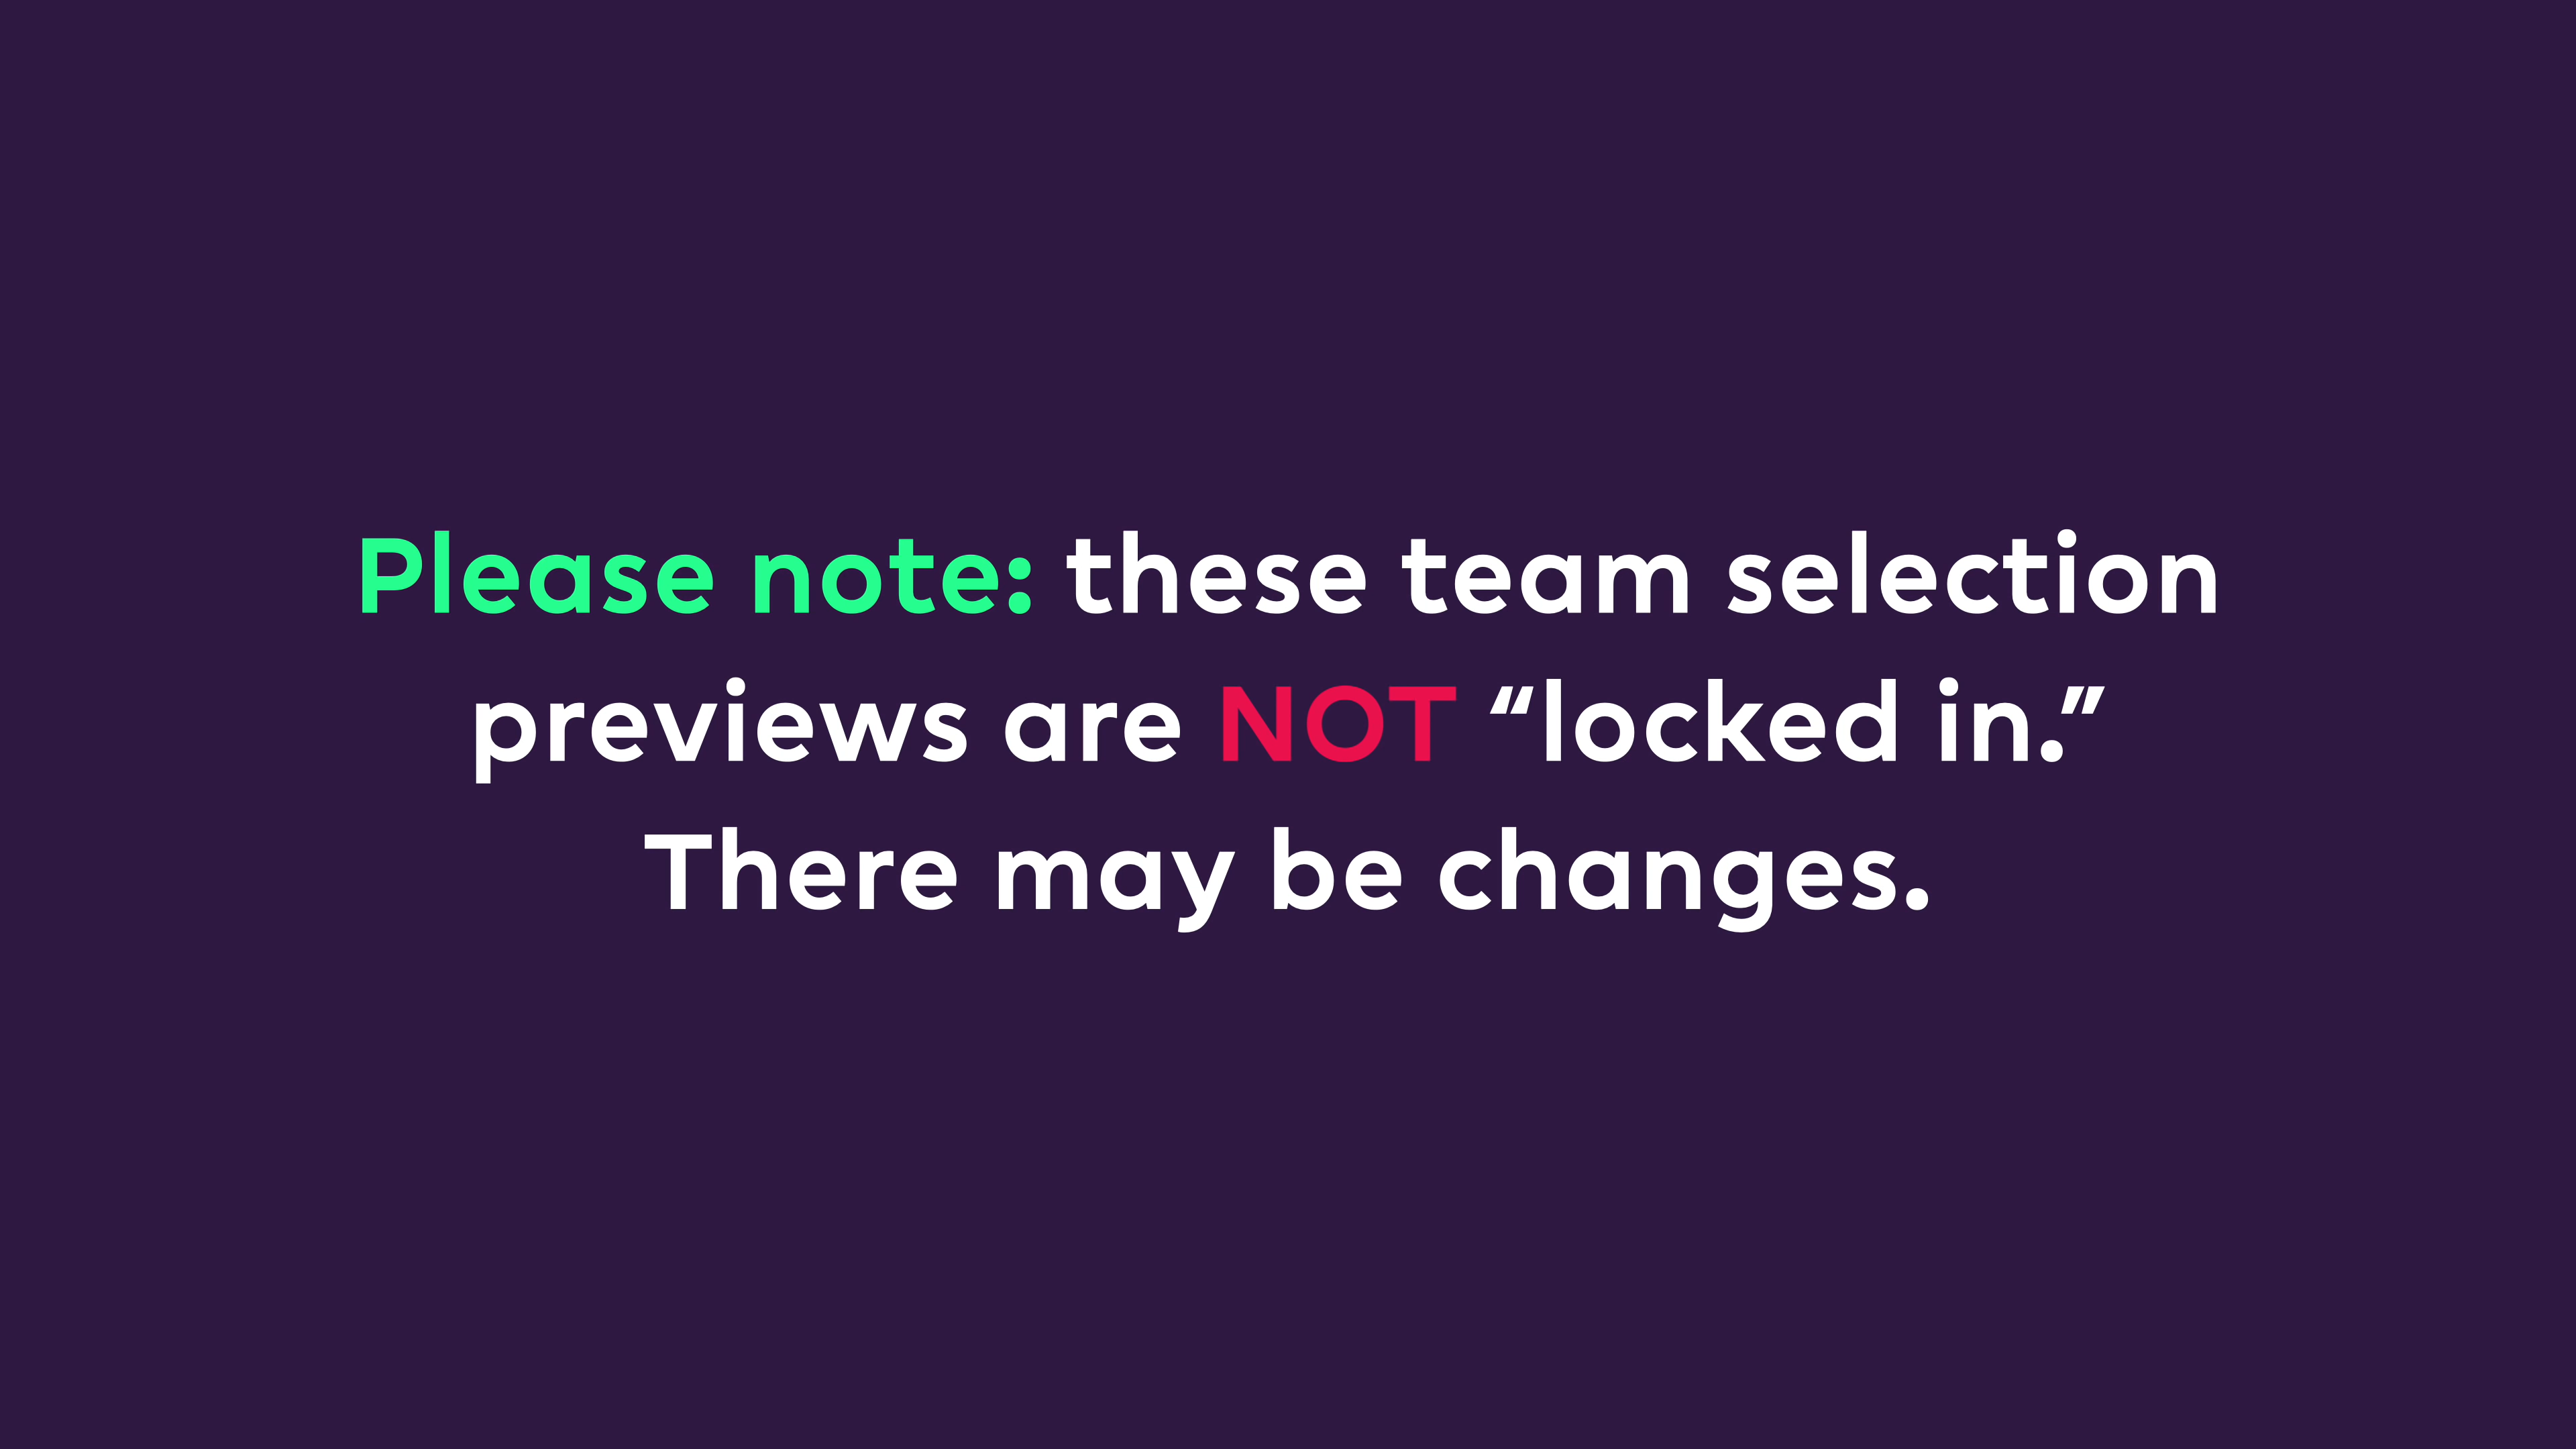 Please note: these team selection
previews are NOT “locked in.”
There may be changes.